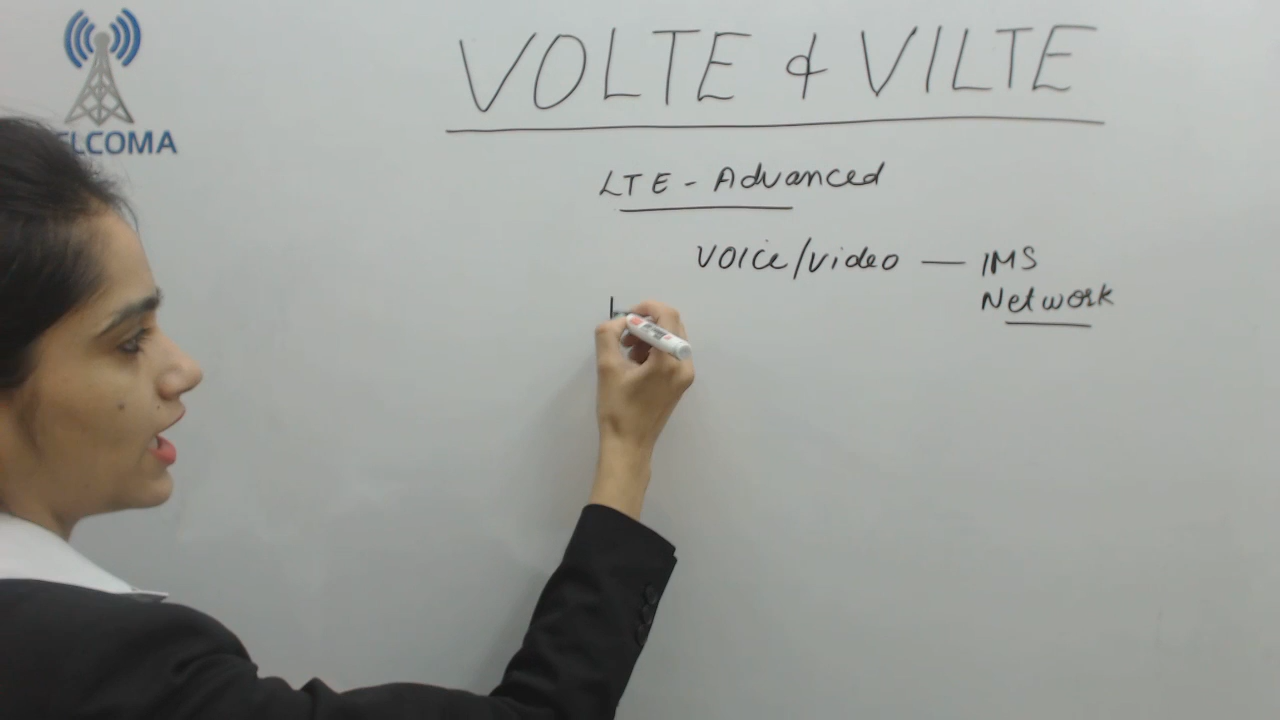 VOLTE & VILTE
LTE - Advanced
Voice/Video — IMS
Network